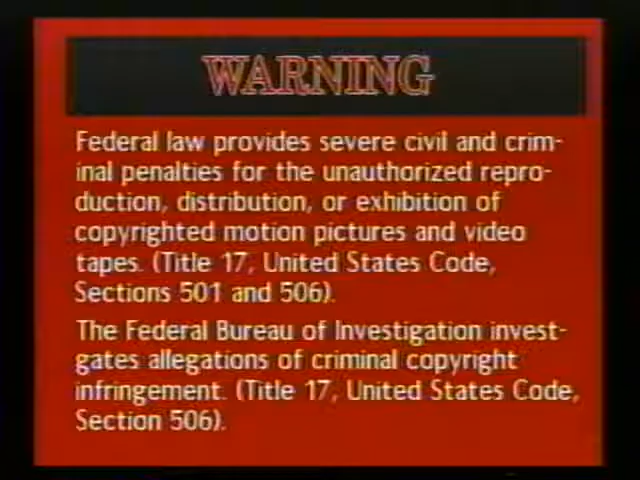 WARNING
Federal law provides severe civil and crim-
inal penalties for the unauthorized repro-
duction, distribution, or exhibition of
copyrighted motion pictures and video
tapes. (Title 17, United States Code,
Sections 501 and 506).
The Federal Bureau of Investigation invest-
gates allegations of criminal copyright
infringement. (Title 17, United States Code,
Section 506).